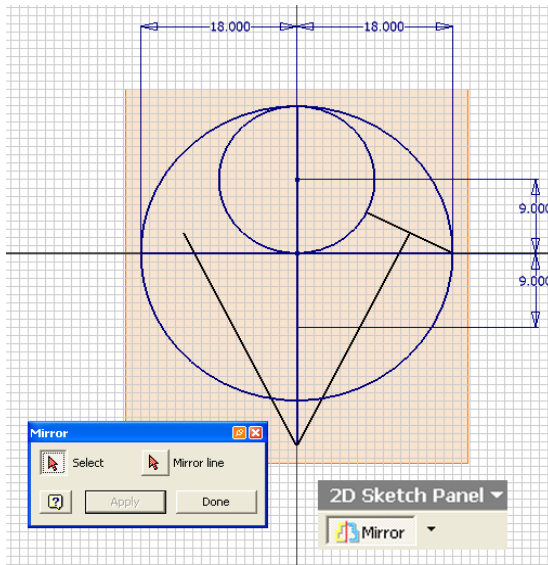 18.000 18.000
9.000
9.000
Mirror
Select Mirror line
Apply Done
2D Sketch Panel
Mirror